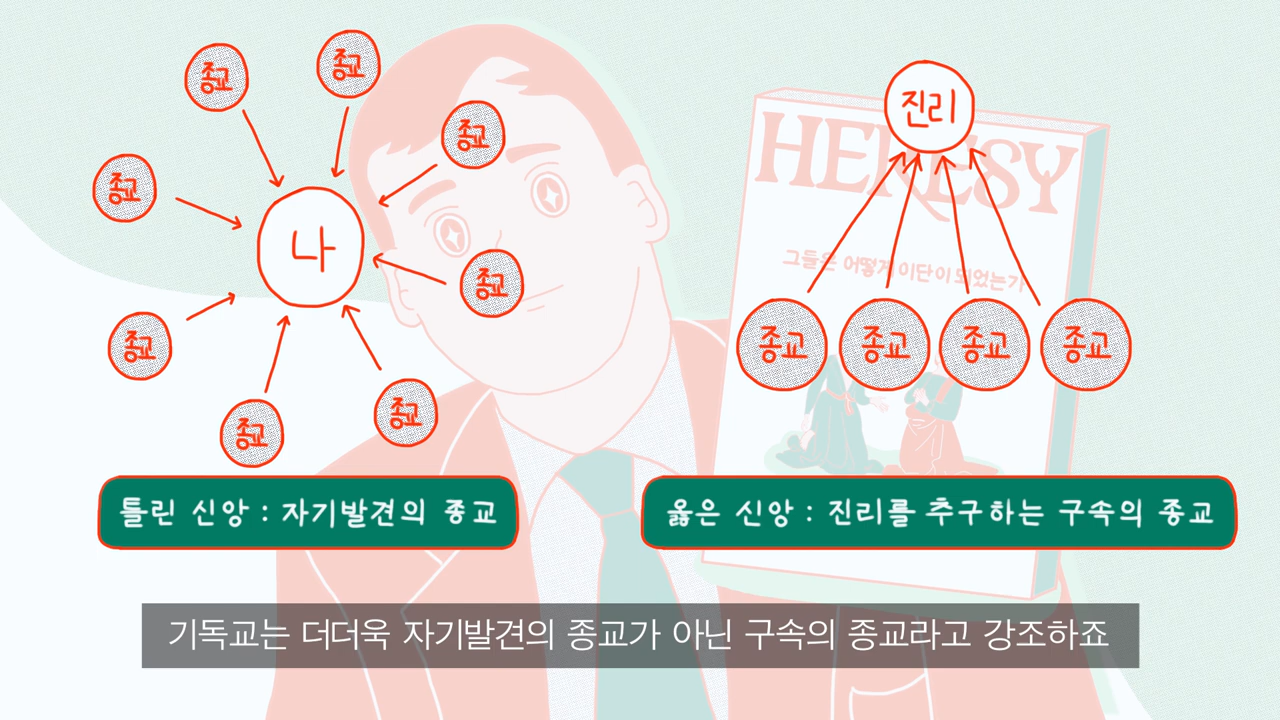 종교
종교
종교
종교
나
종교
종교
종교
종교
틀린 신앙 : 자기발견의 종교
진리
HERESY
그들은 어떻게 이단이 되었는가
종교
종교
종교
종교
옳은 신앙 : 진리를 추구하는 구속의 종교
기독교는 더더욱 자기발견의 종교가 아닌 구속의 종교라고 강조하죠